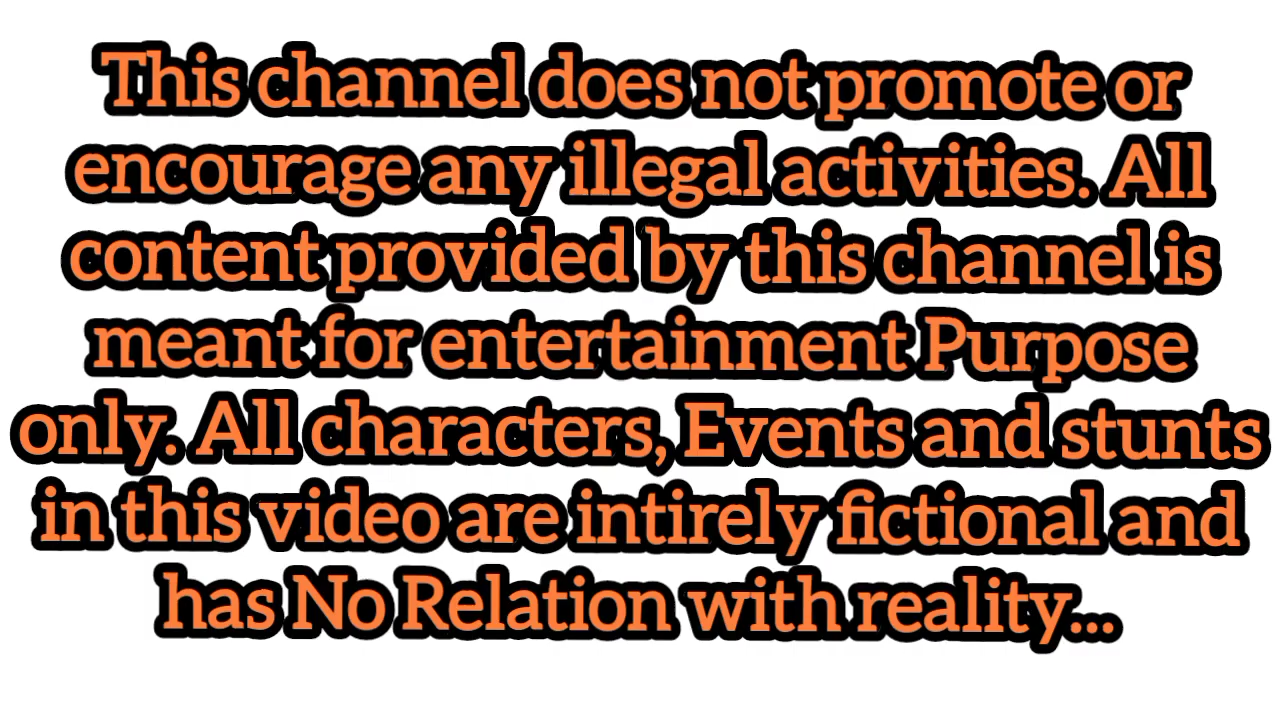 This channel does not promote or
encourage any illegal activities. All
content provided by this channel is
meant for entertainment Purpose
only. All characters, Events and stunts
in this video are intirely fictional and
has No Relation with reality...